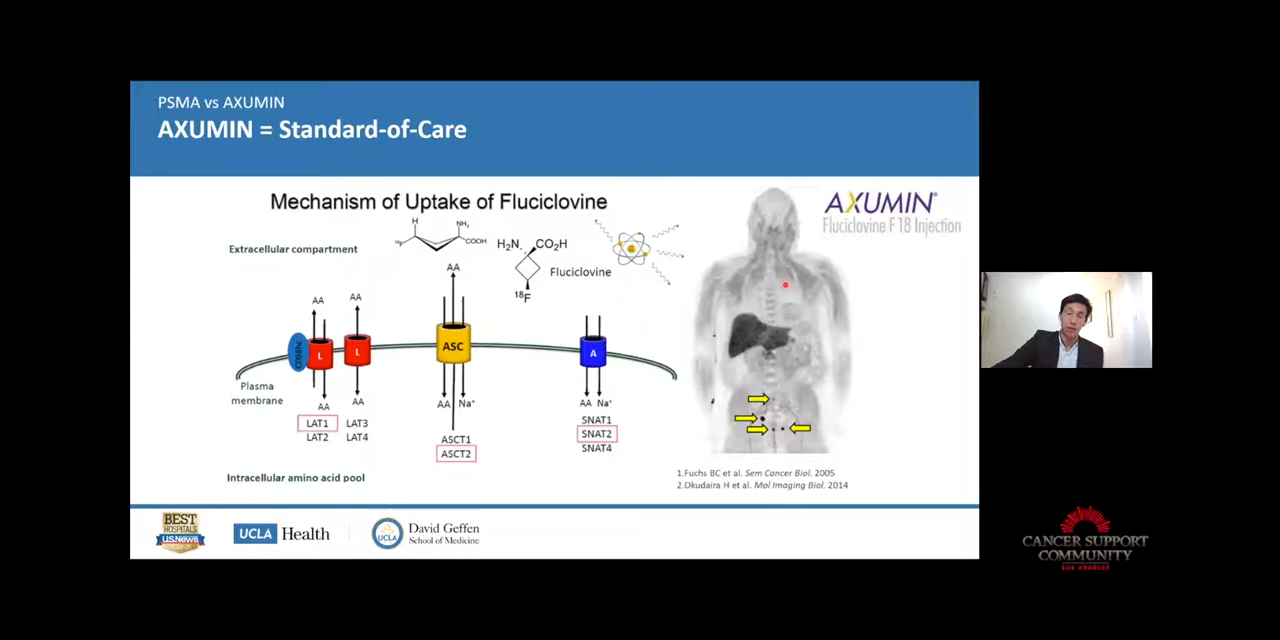 PSMA vs AXUMIN
AXUMIN = Standard-of-Care
Mechanism of Uptake of Fluciclovine
Extracellular compartment
H
NH₂
¹⁸F
COOH
AA
H₂N
CO₂H
Fluciclovine
¹⁸F
AXUMIN®
Fluciclovine F 18 Injection
AA
AA
CD98hc
L
L
ASC
A
Plasma
membrane
AA
AA
AA
Na⁺
AA
Na⁺
LAT1
LAT2
LAT3
LAT4
ASCT1
ASCT2
SNAT1
SNAT2
SNAT4
Intracellular amino acid pool
1.Fuchs BC et al. Sem Cancer Biol. 2005
2.Okudaira H et al. Mol Imaging Biol. 2014
BEST
HOSPITALS
U.S.News
UCLA Health
UCLA
David Geffen
School of Medicine
CANCER SUPPORT
COMMUNITY
LOS ANGELES